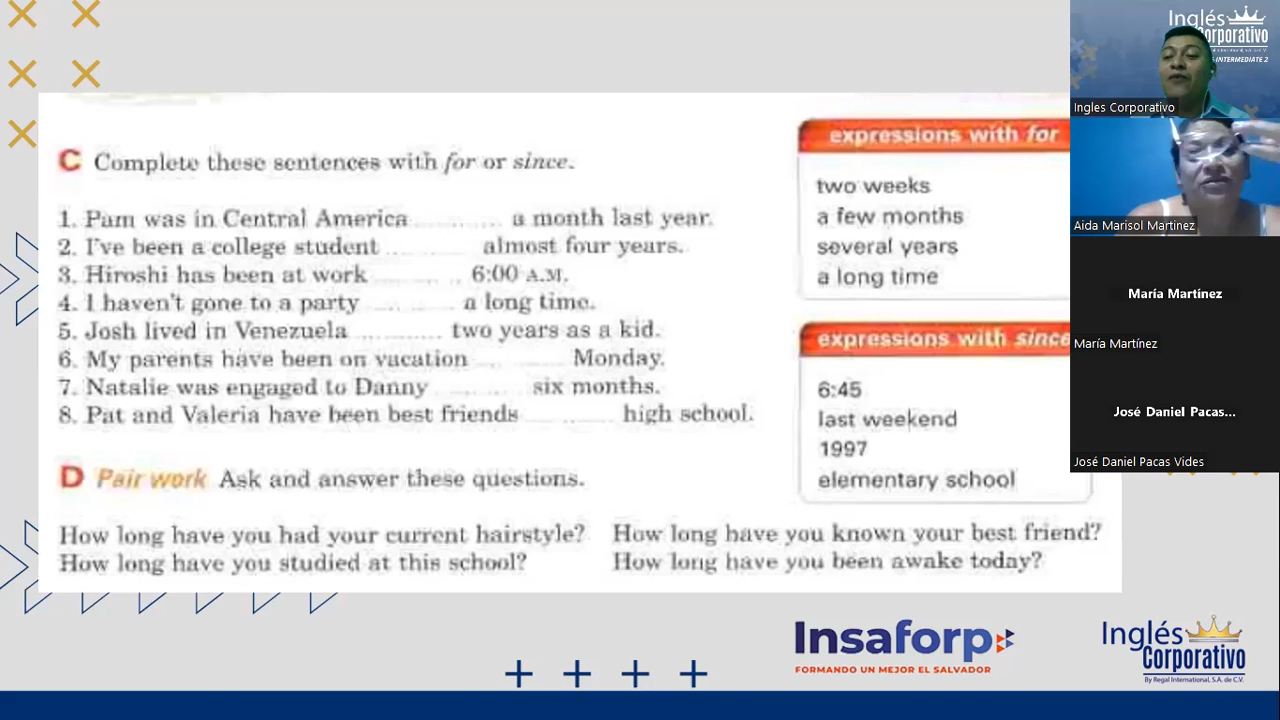 C Complete these sentences with for or since.
1. Pam was in Central America ............ a month last year.
2. I've been a college student ............ almost four years.
3. Hiroshi has been at work ............ 6:00 A.M.
4. I haven't gone to a party ............ a long time.
5. Josh lived in Venezuela ............ two years as a kid.
6. My parents have been on vacation ............ Monday.
7. Natalie was engaged to Danny ............ six months.
8. Pat and Valeria have been best friends ............ high school.
expressions with for
two weeks
a few months
several years
a long time
expressions with since
6:45
last weekend
1997
elementary school
D Pair work Ask and answer these questions.
How long have you had your current hairstyle?
How long have you studied at this school?
How long have you known your best friend?
How long have you been awake today?
Insaforp
FORMANDO UN MEJOR EL SALVADOR
Inglés
Corporativo
By Regal International, S.A. de C.V.
Inglés
Corporativo
INTERMEDIATE 2
Ingles Corporativo
Aida Marisol Martinez
María Martínez
María Martínez
José Daniel Pacas...
José Daniel Pacas Vides